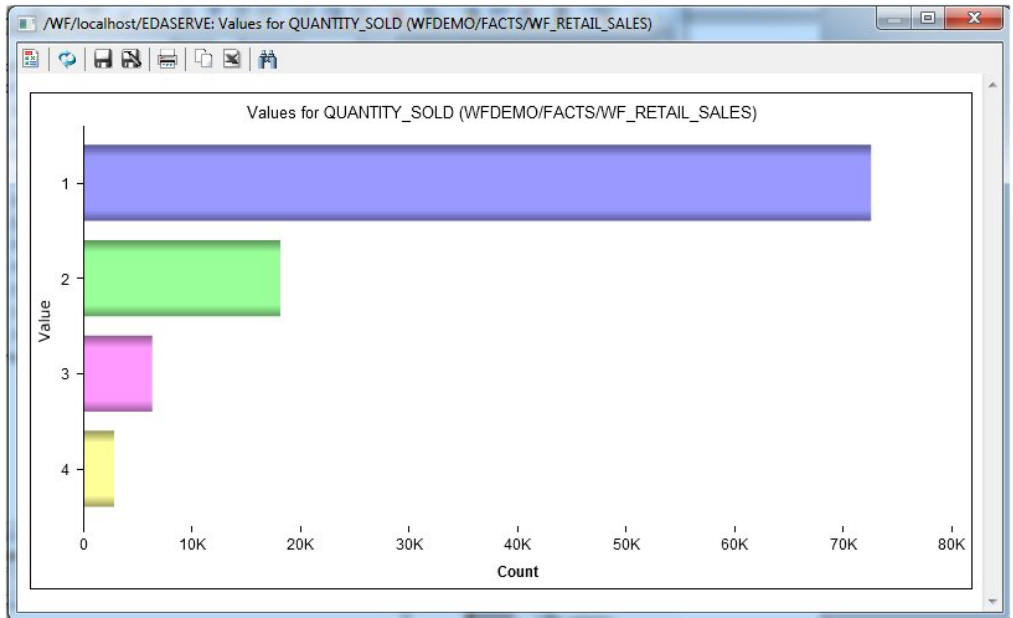 /WF/localhost/EDASERVE: Values for QUANTITY_SOLD (WFDEMO/FACTS/WF_RETAIL_SALES)
Values for QUANTITY_SOLD (WFDEMO/FACTS/WF_RETAIL_SALES)
1
2
3
4
Value
0 10K 20K 30K 40K 50K 60K 70K 80K
Count